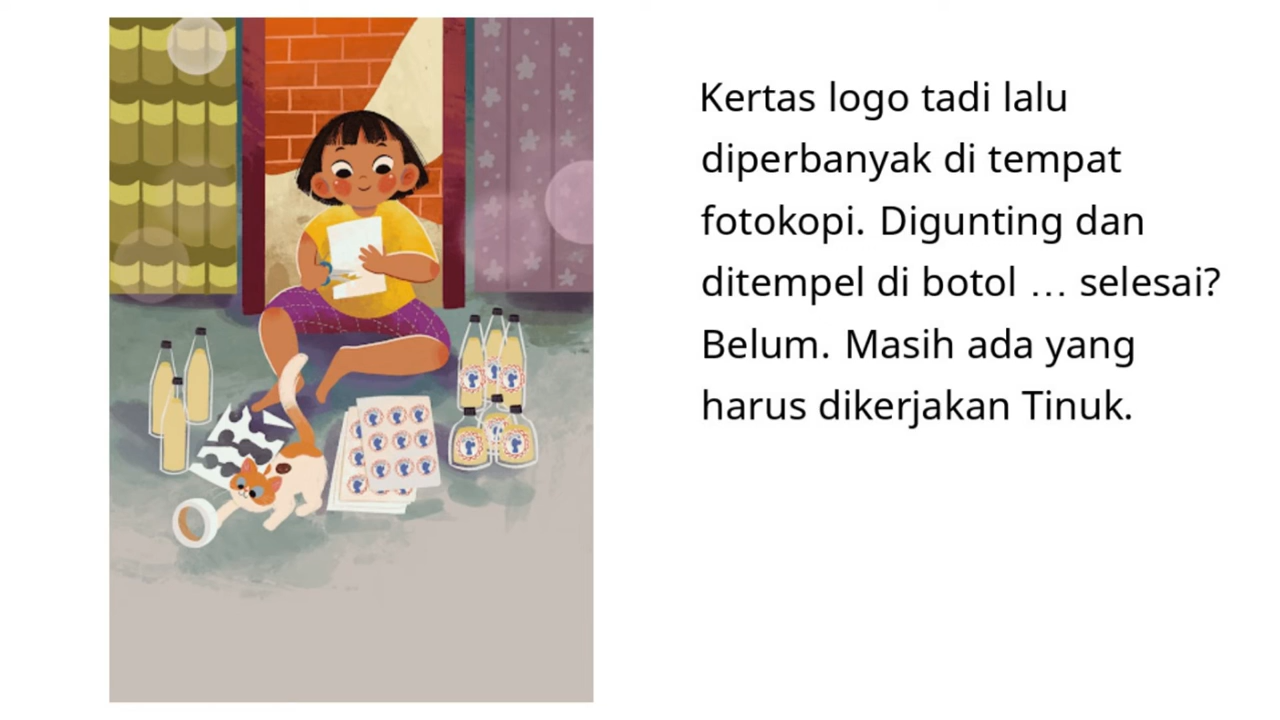 Kertas logo tadi lalu
diperbanyak di tempat
fotokopi. Digunting dan
ditempel di botol … selesai?
Belum. Masih ada yang
harus dikerjakan Tinuk.